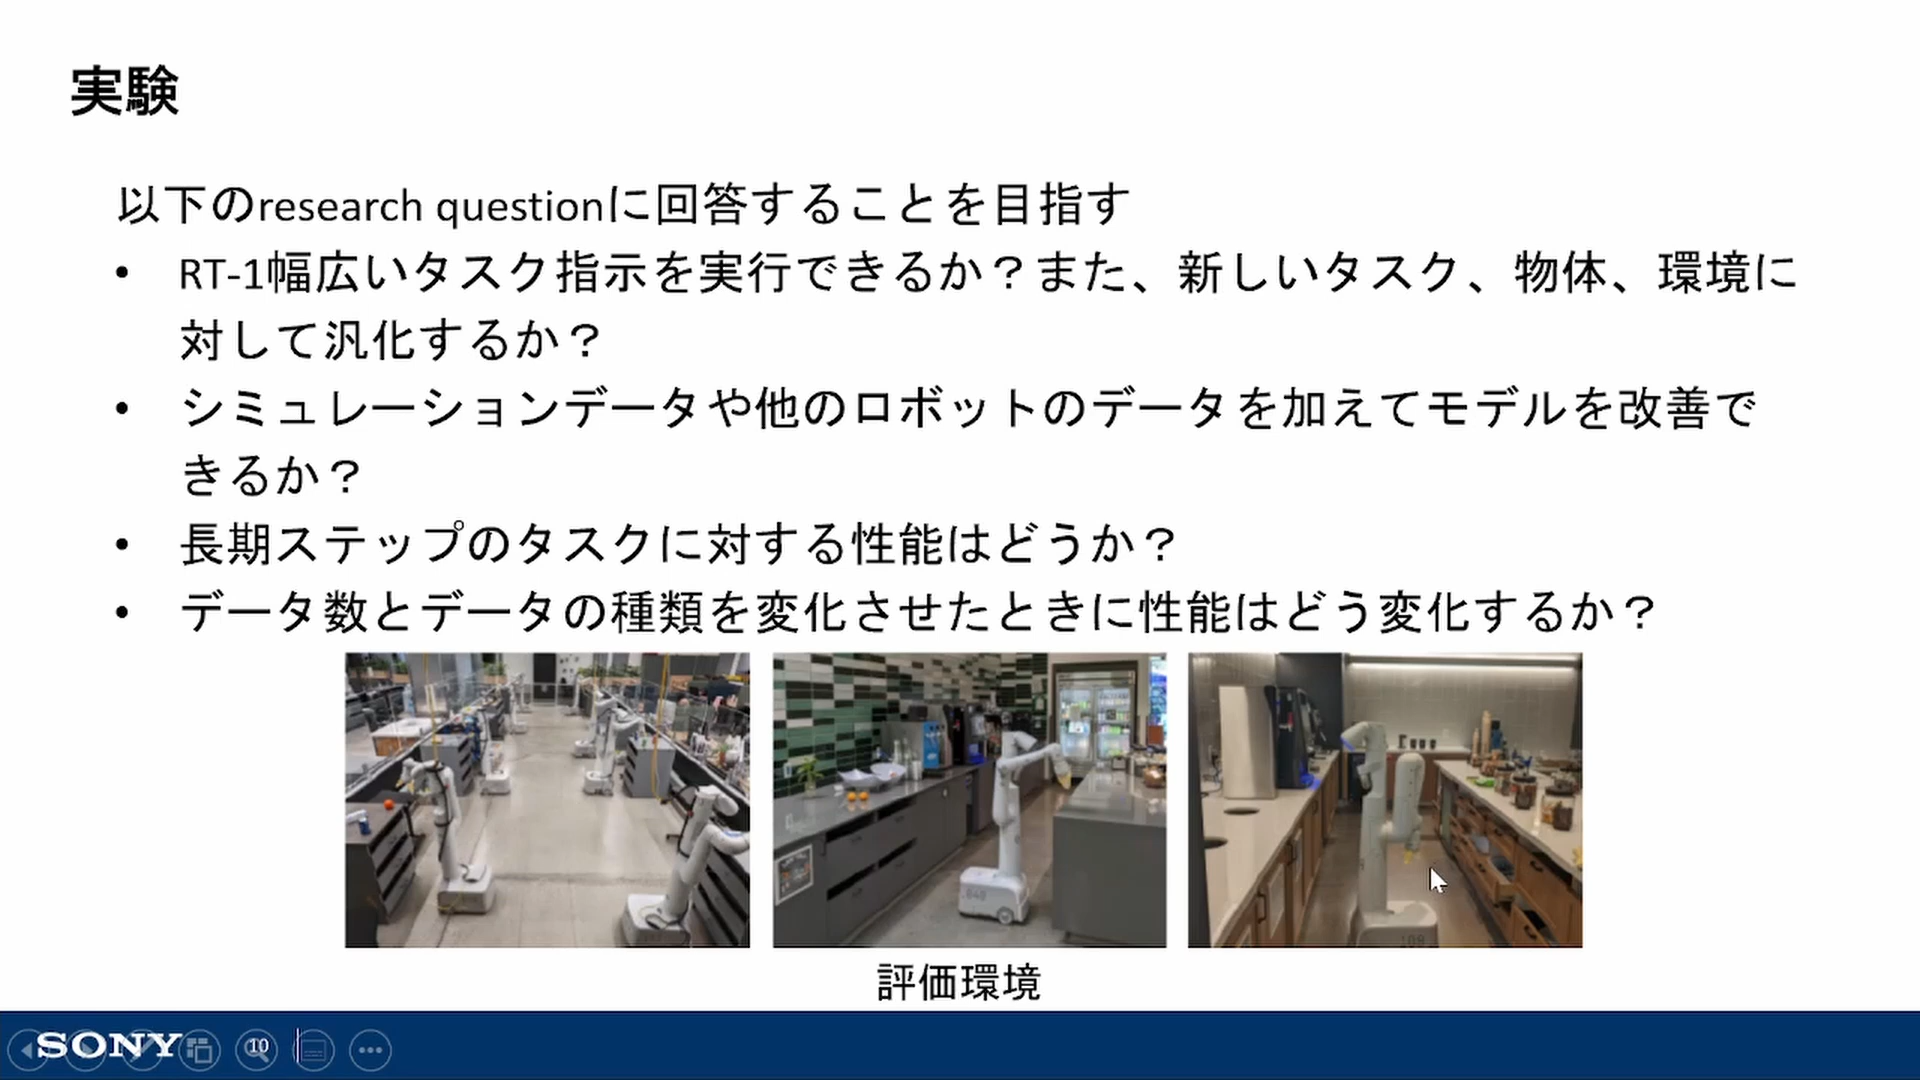 実験
以下のresearch questionに回答することを目指す
• RT-1幅広いタスク指示を実行できるか？また、新しいタスク、物体、環境に
対して汎化するか？
• シミュレーションデータや他のロボットのデータを加えてモデルを改善で
きるか？
• 長期ステップのタスクに対する性能はどうか？
• データ数とデータの種類を変化させたときに性能はどう変化するか？
評価環境
SONY
10